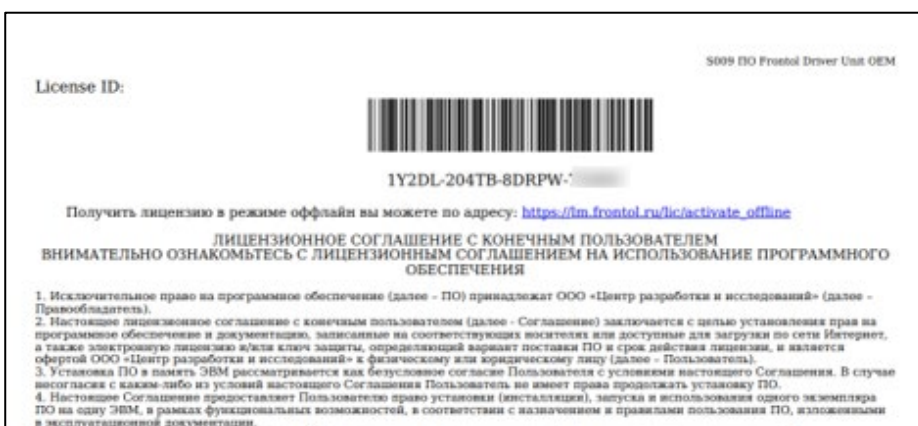 S009 ПО Frontol Driver Unit OEM
License ID:
1Y2DL-204TB-8DRPW-
Получить лицензию в режиме оффлайн вы можете по адресу: https://lm.frontol.ru/lic/activate_offline
ЛИЦЕНЗИОННОЕ СОГЛАШЕНИЕ С КОНЕЧНЫМ ПОЛЬЗОВАТЕЛЕМ
ВНИМАТЕЛЬНО ОЗНАКОМЬТЕСЬ С ЛИЦЕНЗИОННЫМ СОГЛАШЕНИЕМ НА ИСПОЛЬЗОВАНИЕ ПРОГРАММНОГО
ОБЕСПЕЧЕНИЯ
1. Исключительное право на программное обеспечение (далее – ПО) принадлежат ООО «Центр разработки и исследований» (далее –
Правообладатель).
2. Настоящее лицензионное соглашение с конечным пользователем (далее - Соглашение) заключается с целью установления прав на
программное обеспечение и документацию, записанные на соответствующих носителях или доступные для загрузки по сети Интернет,
а также электронную лицензию и/или ключ защиты, определяющий вариант поставки ПО и срок действия лицензии, и является
офертой ООО «Центр разработки и исследований» к физическому или юридическому лицу (далее – Пользователь).
3. Установка ПО в память ЭВМ рассматривается как безусловное согласие Пользователя с условиями настоящего Соглашения. В случае
несогласия с каким-либо из условий настоящего Соглашения Пользователь не имеет права продолжать установку ПО.
4. Настоящее Соглашение предоставляет Пользователю право установки (инсталляции), запуска и использования одного экземпляра
ПО на одну ЭВМ, в рамках функциональных возможностей, в соответствии с назначением и правилами пользования ПО, изложенными
в эксплуатационной документации.